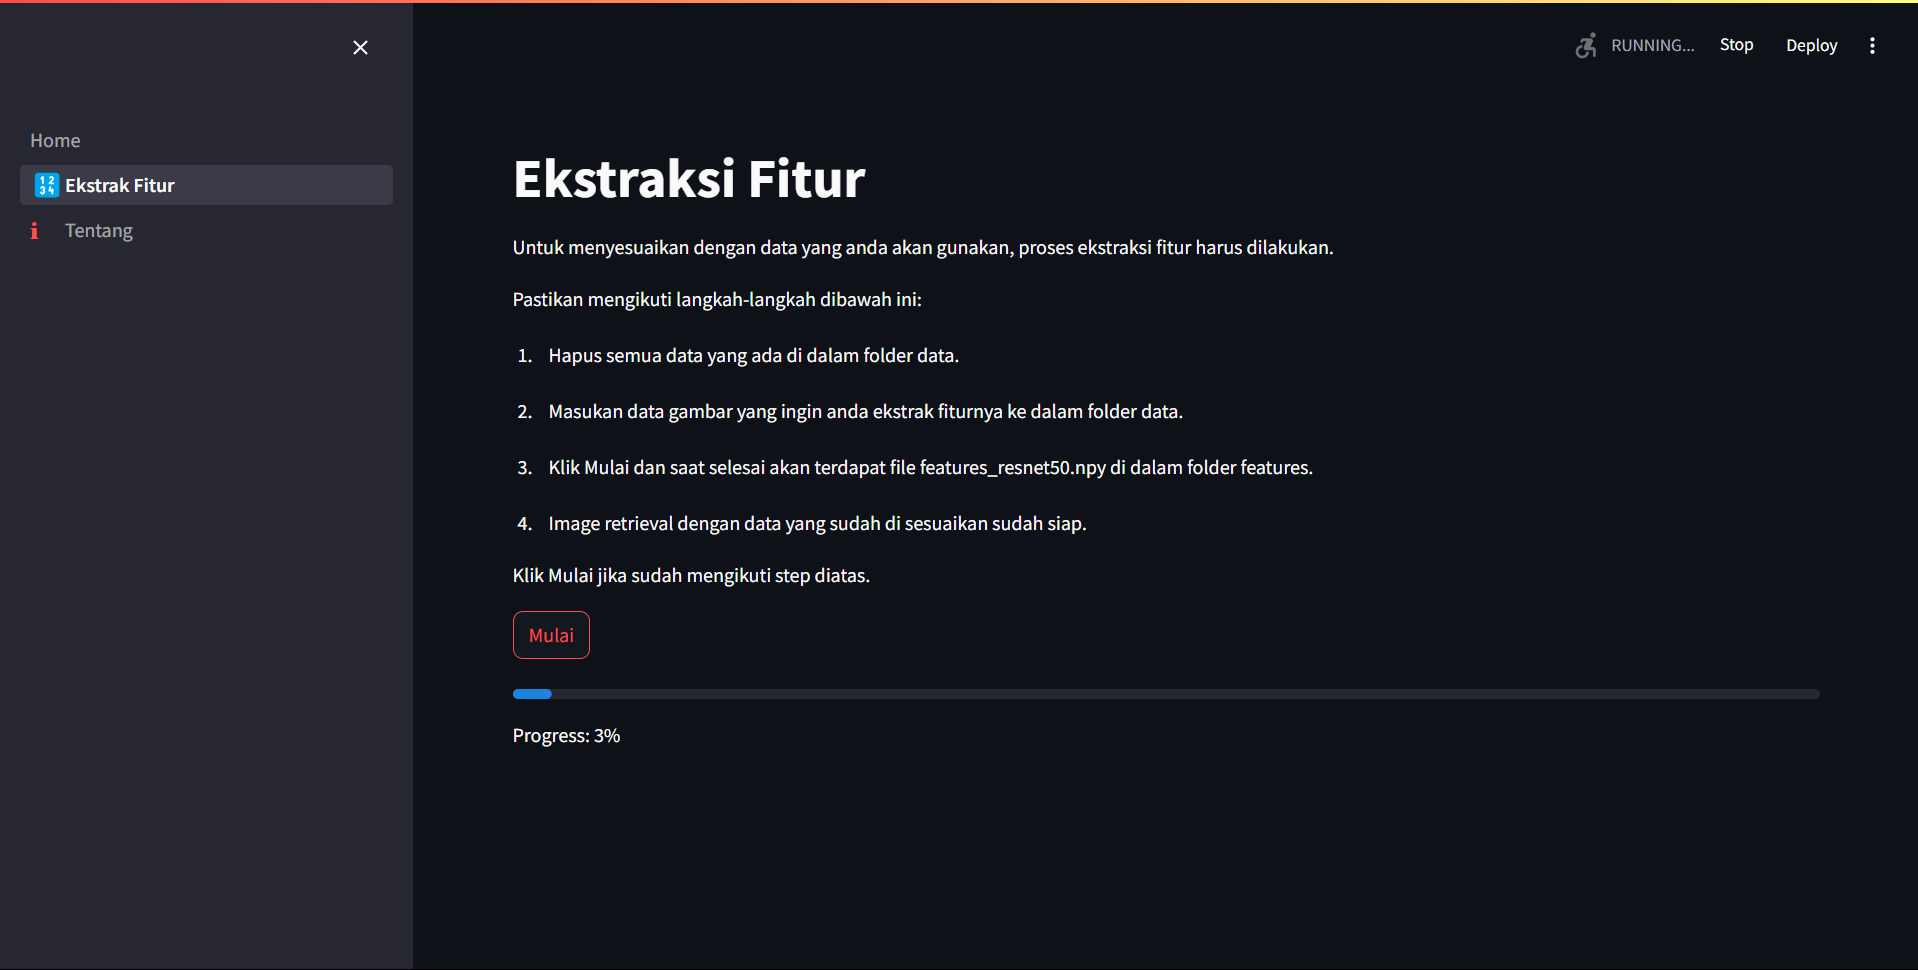 RUNNING...
Stop
Deploy
Home
Ekstrak Fitur
Tentang
Ekstraksi Fitur
Untuk menyesuaikan dengan data yang anda akan gunakan, proses ekstraksi fitur harus dilakukan.
Pastikan mengikuti langkah-langkah dibawah ini:
1. Hapus semua data yang ada di dalam folder data.
2. Masukan data gambar yang ingin anda ekstrak fiturnya ke dalam folder data.
3. Klik Mulai dan saat selesai akan terdapat file features_resnet50.npy di dalam folder features.
4. Image retrieval dengan data yang sudah di sesuaikan sudah siap.
Klik Mulai jika sudah mengikuti step diatas.
Mulai
Progress: 3%